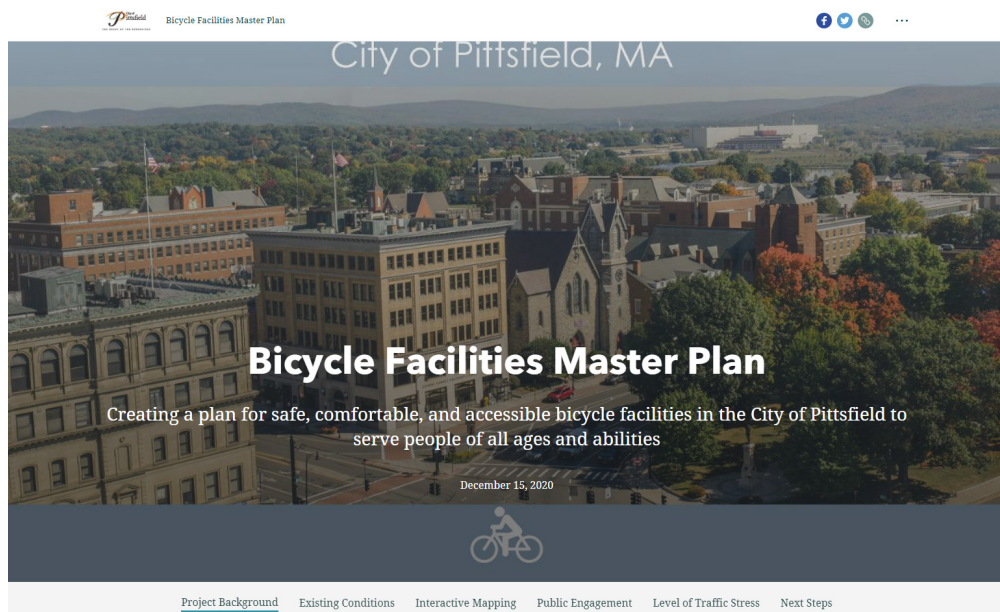 City of
Pittsfield
Bicycle Facilities Master Plan
City of Pittsfield, MA
Bicycle Facilities Master Plan
Creating a plan for safe, comfortable, and accessible bicycle facilities in the City of Pittsfield to
serve people of all ages and abilities
December 15, 2020
Project Background Existing Conditions Interactive Mapping Public Engagement Level of Traffic Stress Next Steps